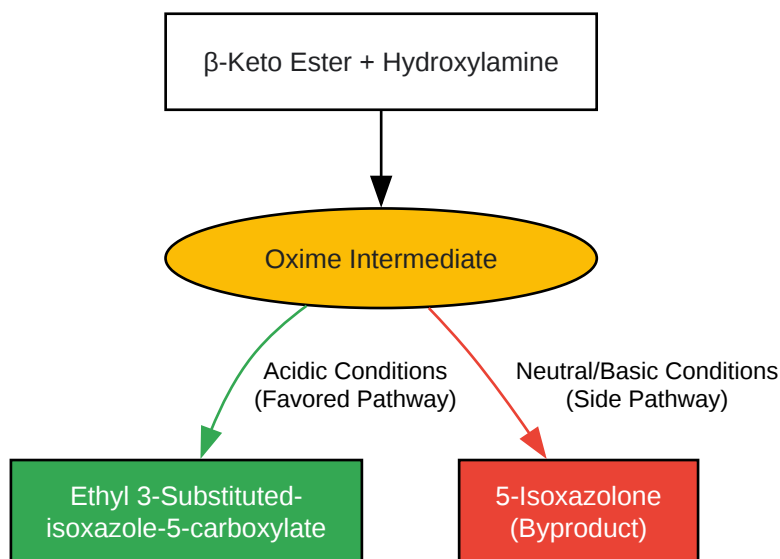 β-Keto Ester + Hydroxylamine
Oxime Intermediate
Acidic Conditions
(Favored Pathway)
Neutral/Basic Conditions
(Side Pathway)
Ethyl 3-Substituted-
isoxazole-5-carboxylate
5-Isoxazolone
(Byproduct)